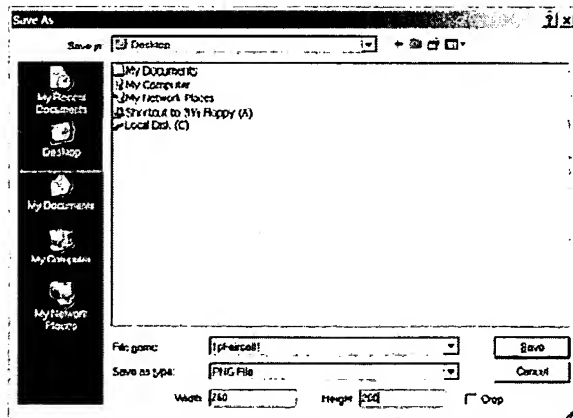 Save As
Save in: Desktop
My Recent Documents
Desktop
My Documents
My Computer
My Network Places
My Documents
My Computer
My Network Places
Shortcut to 3½ Floppy (A)
Local Disk (C)
File name:
Save
Save as type: PNG File
Cancel
Width 260
Height 260
Crop